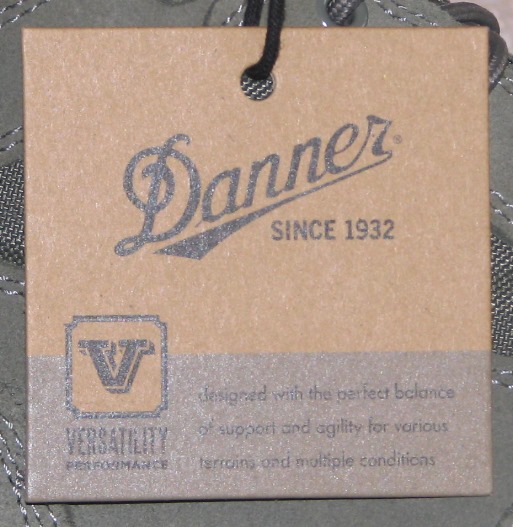 Danner®
SINCE 1932
V
VERSATILITY
PERFORMANCE
designed with the perfect balance
of support and agility for various
terrains and multiple conditions